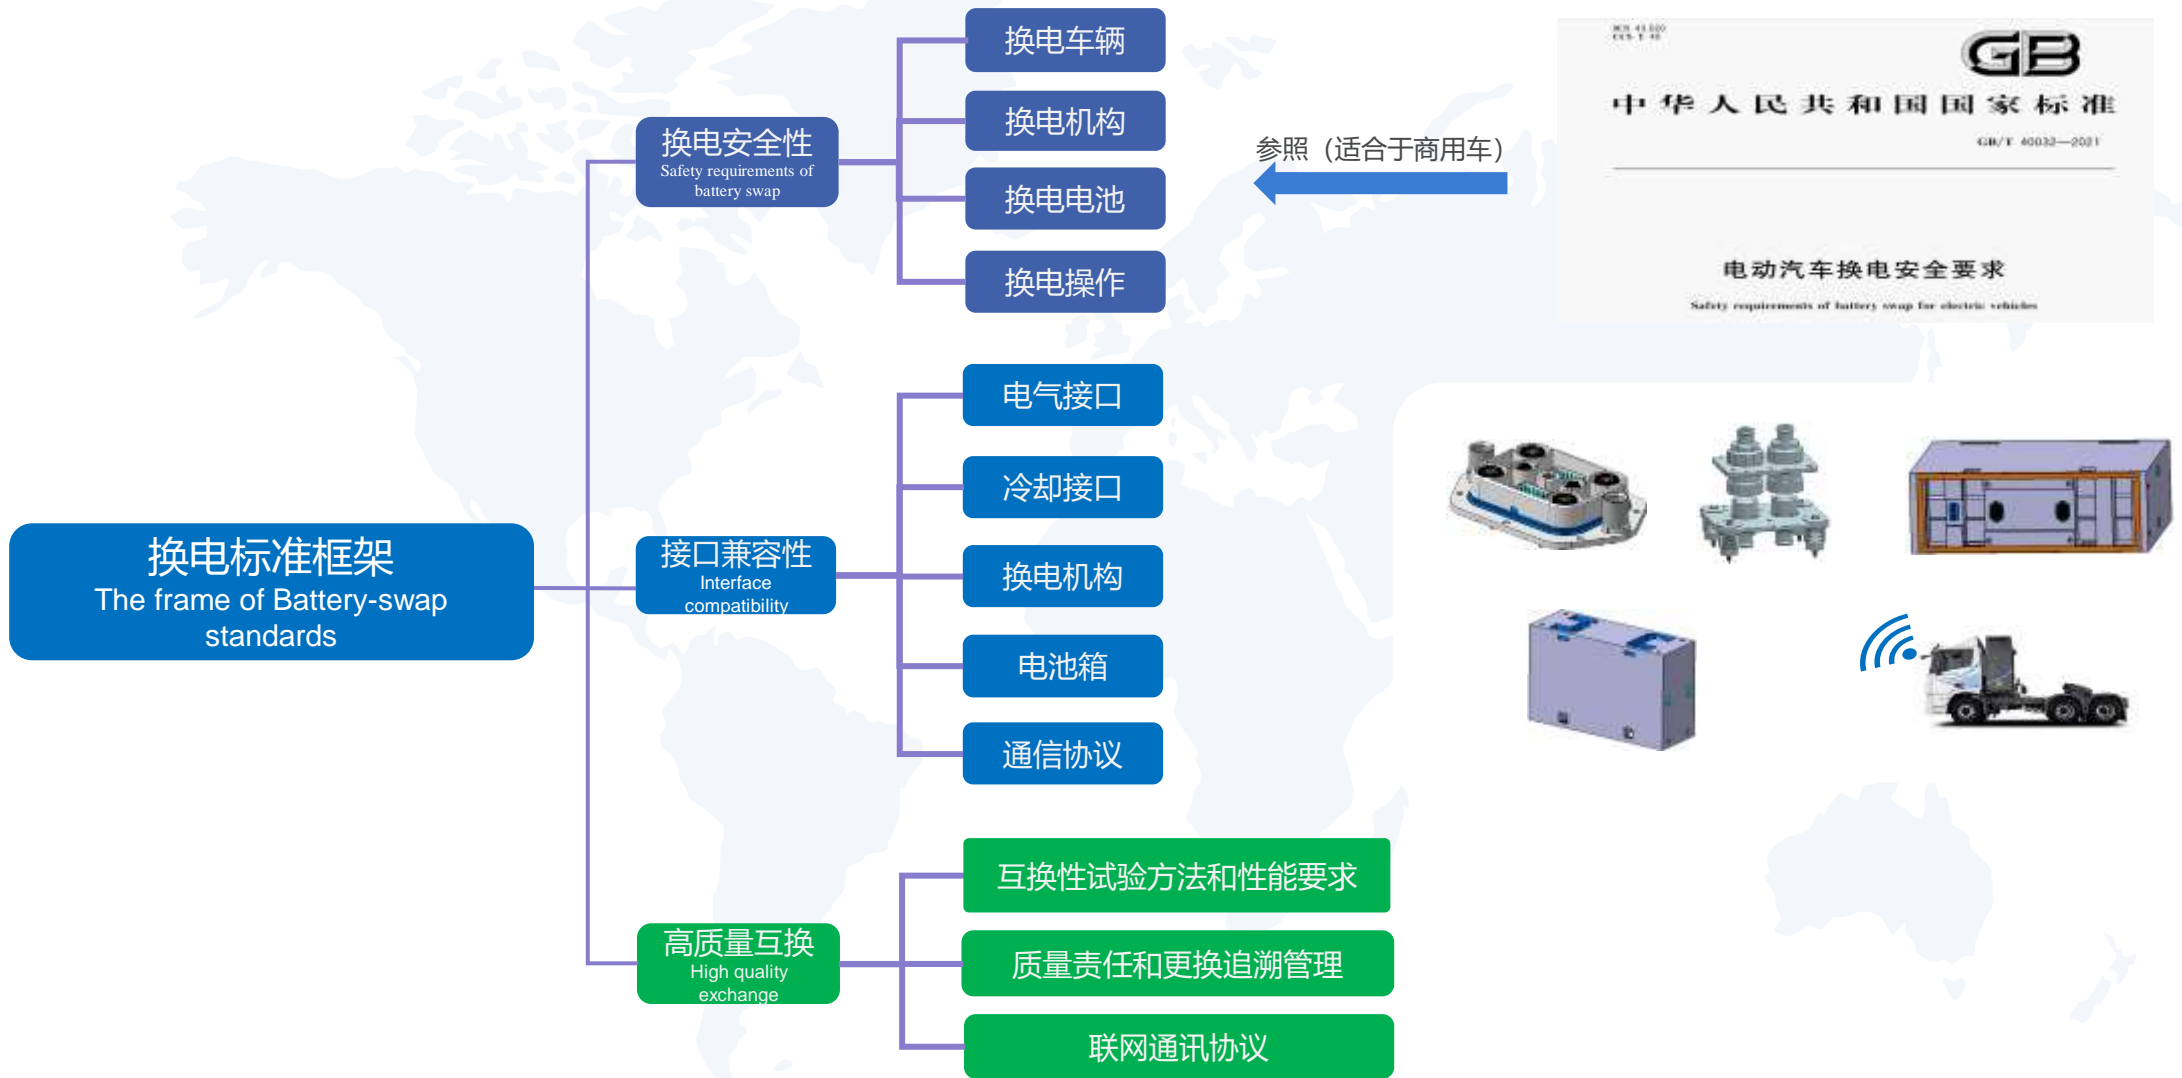 换电标准框架
The frame of Battery-swap
standards
换电安全性
Safety requirements of
battery swap
换电车辆
换电机构
换电电池
换电操作
接口兼容性
Interface
compatibility
电气接口
冷却接口
换电机构
电池箱
通信协议
高质量互换
High quality
exchange
互换性试验方法和性能要求
质量责任和更换追溯管理
联网通讯协议
参照（适合于商用车）
GB
中华人民共和国国家标准
GB/T 40032—2021
电动汽车换电安全要求
Safety requirements of battery swap for electric vehicles